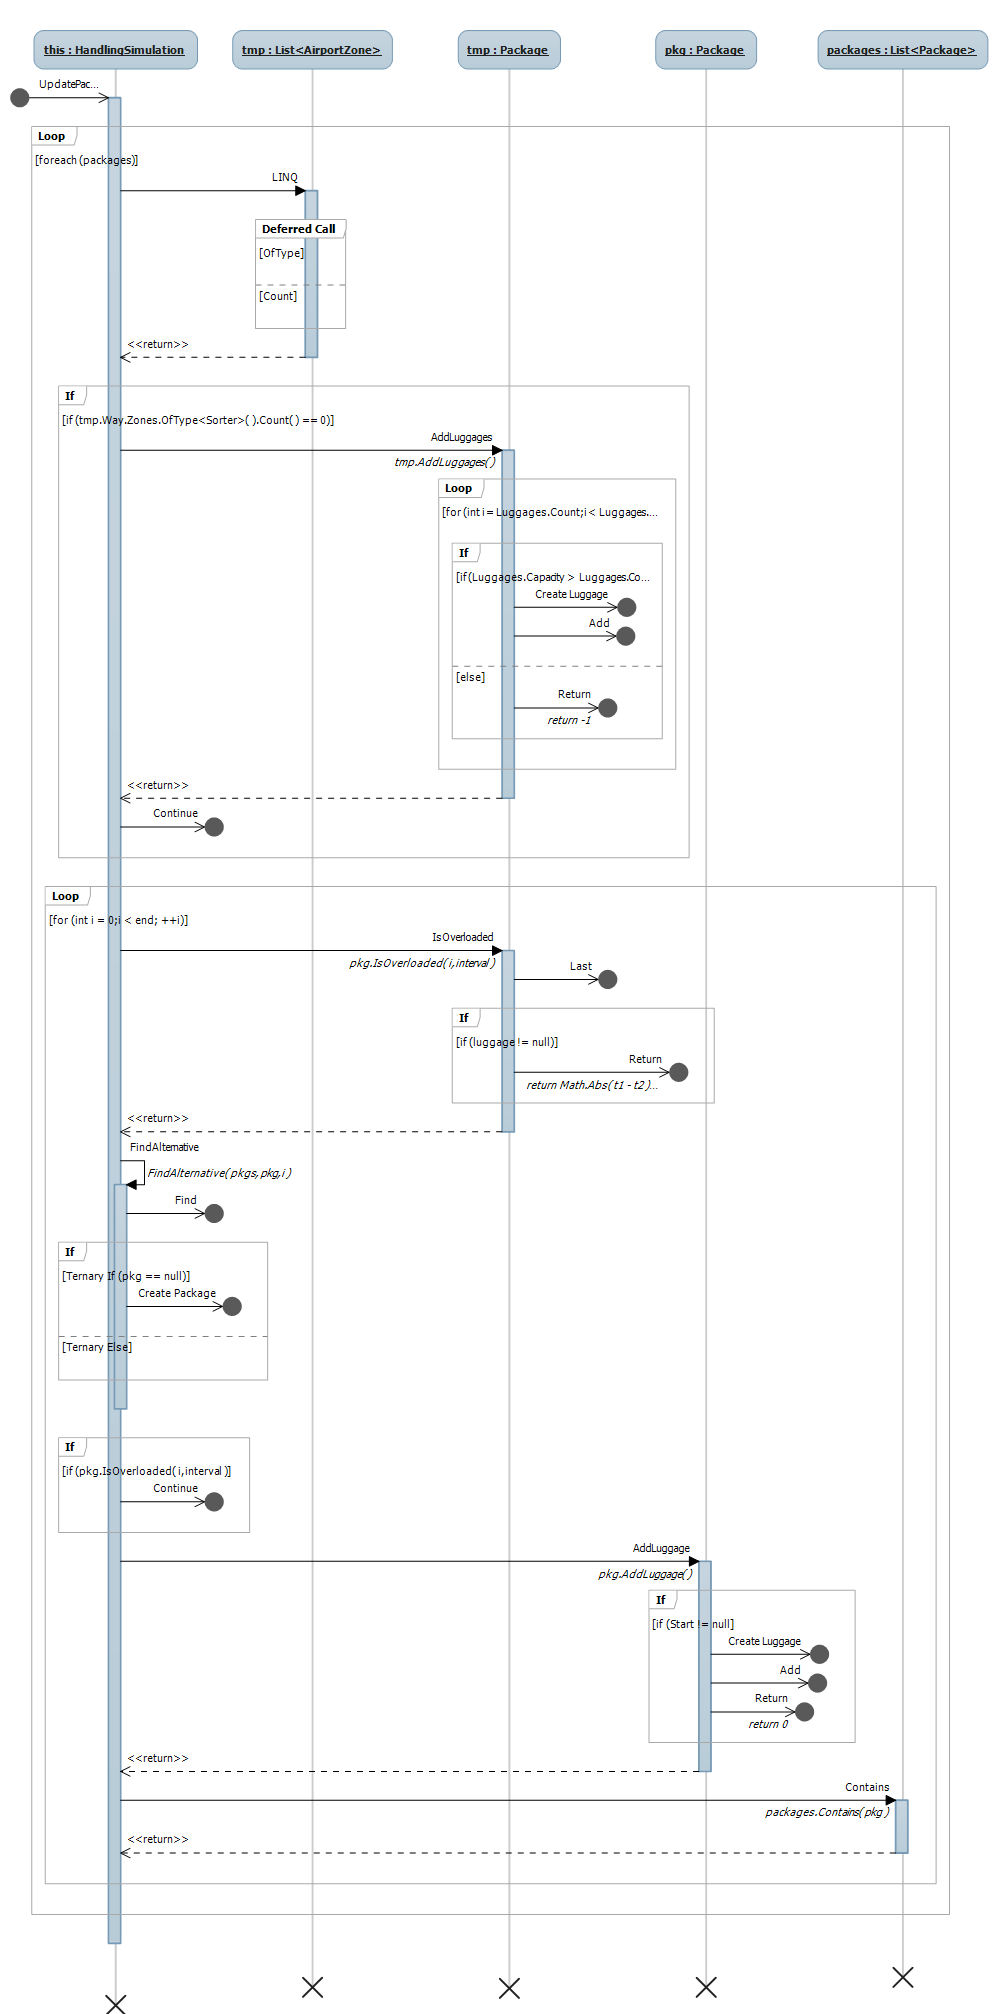 this : HandlingSimulation
tmp : List<AirportZone>
tmp : Package
pkg : Package
packages : List<Package>
UpdatePac...
Loop
[foreach (packages)]
LINQ
Deferred Call
[OfType]
[Count]
<<return>>
If
[if (tmp.Way.Zones.OfType<Sorter>( ).Count( ) == 0)]
AddLuggages
tmp.AddLuggages( )
Loop
[for (int i = Luggages.Count;i < Luggages....
If
[if (Luggages.Capacity > Luggages.Co...
Create Luggage
Add
[else]
Return
return -1
<<return>>
Continue
Loop
[for (int i = 0;i < end; ++i)]
IsOverloaded
pkg.IsOverloaded( i,interval )
Last
If
[if (luggage != null)]
Return
return Math.Abs( t1 - t2 )...
<<return>>
FindAlternative
FindAlternative( pkgs,pkg,i )
Find
If
[Ternary If (pkg == null)]
Create Package
[Ternary Else]
If
[if (pkg.IsOverloaded( i,interval )]
Continue
AddLuggage
pkg.AddLuggage( )
If
[if (Start != null]
Create Luggage
Add
Return
return 0
<<return>>
Contains
packages.Contains( pkg )
<<return>>